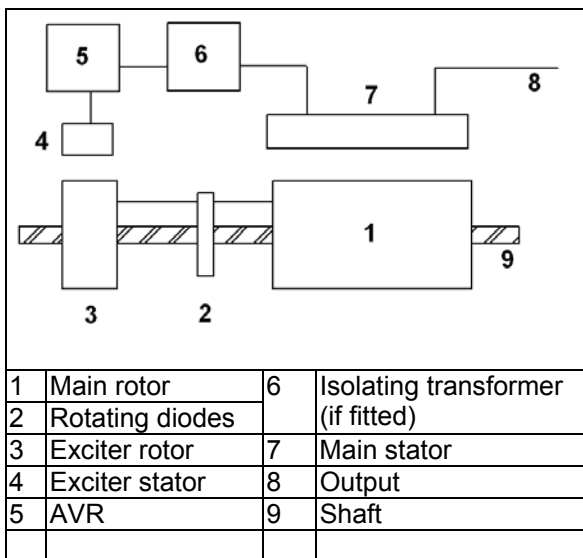 5
6
7
8
4
1
9
3
2
1 Main rotor 6 Isolating transformer
(if fitted)
2 Rotating diodes
3 Exciter rotor 7 Main stator
4 Exciter stator 8 Output
5 AVR 9 Shaft